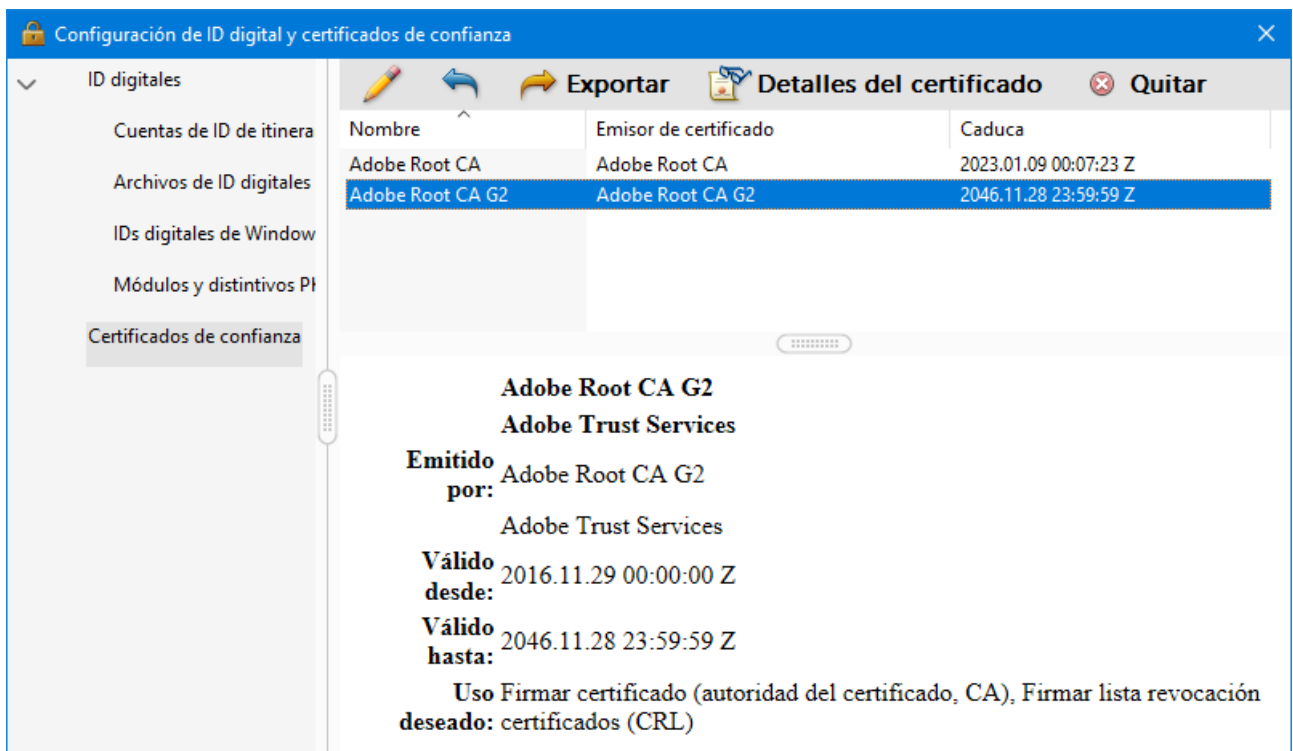 Configuración de ID digital y certificados de confianza
ID digitales
Cuentas de ID de itinera
Archivos de ID digitales
IDs digitales de Window
Módulos y distintivos PK
Certificados de confianza
Exportar Detalles del certificado Quitar
Nombre Emisor de certificado Caduca
Adobe Root CA Adobe Root CA 2023.01.09 00:07:23 Z
Adobe Root CA G2 Adobe Root CA G2 2046.11.28 23:59:59 Z
Adobe Root CA G2
Adobe Trust Services
Emitido por: Adobe Root CA G2
Adobe Trust Services
Válido desde: 2016.11.29 00:00:00 Z
Válido hasta: 2046.11.28 23:59:59 Z
Uso Firmar certificado (autoridad del certificado, CA), Firmar lista revocación
deseado: certificados (CRL)